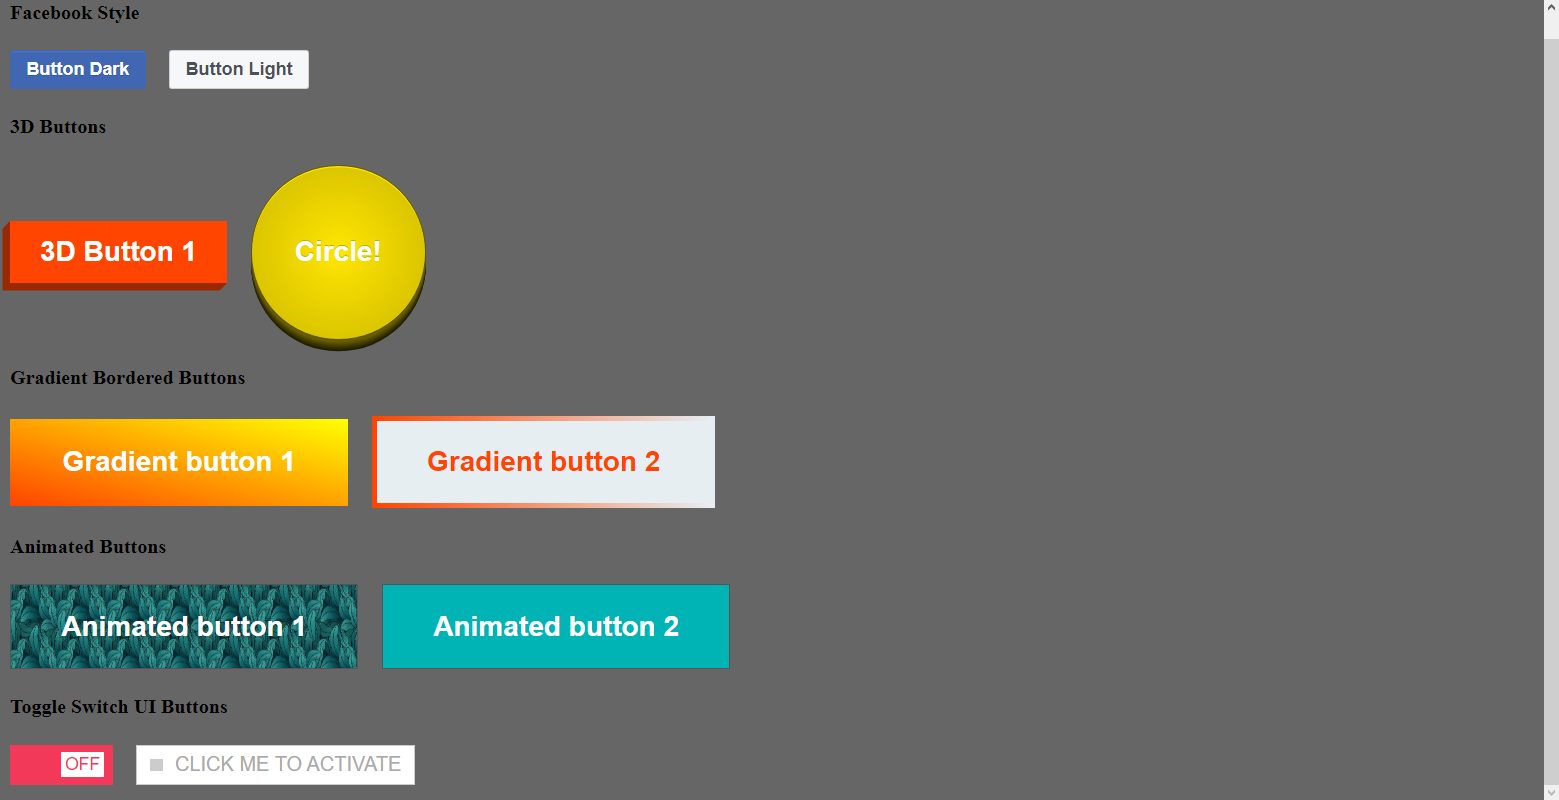 Facebook Style
Button Dark
Button Light
3D Buttons
3D Button 1
Circle!
Gradient Bordered Buttons
Gradient button 1
Gradient button 2
Animated Buttons
Animated button 1
Animated button 2
Toggle Switch UI Buttons
OFF
CLICK ME TO ACTIVATE